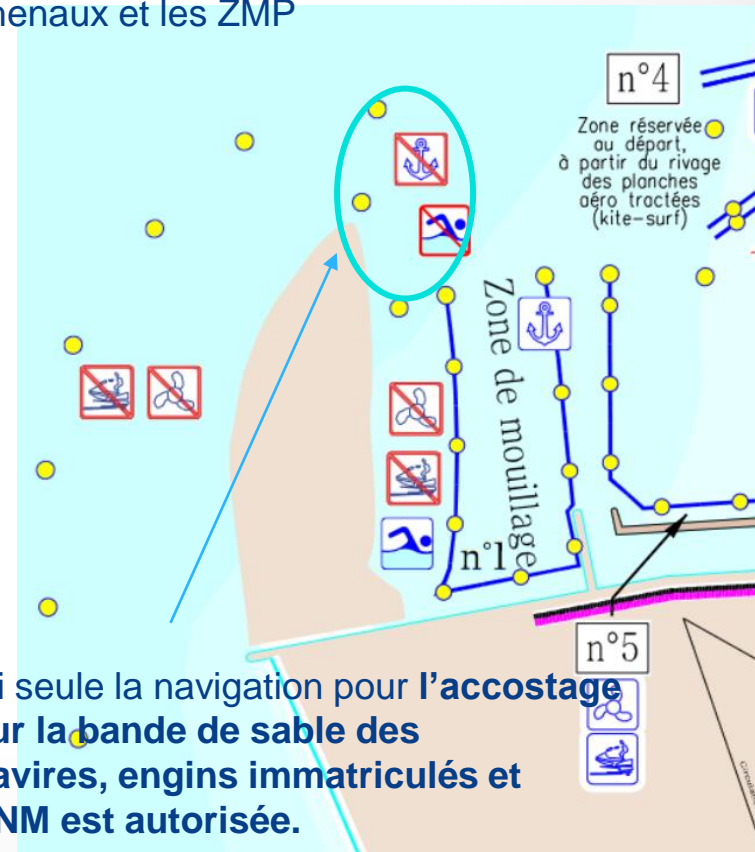 enaux et les ZMP
n°4
Zone réservée
au départ,
à partir du rivage
des planches
aéro tractées
(kite-surf)
Zone de mouillage
n°1
n°5
i seule la navigation pour l'accostage
ur la bande de sable des
avires, engins immatriculés et
NM est autorisée.